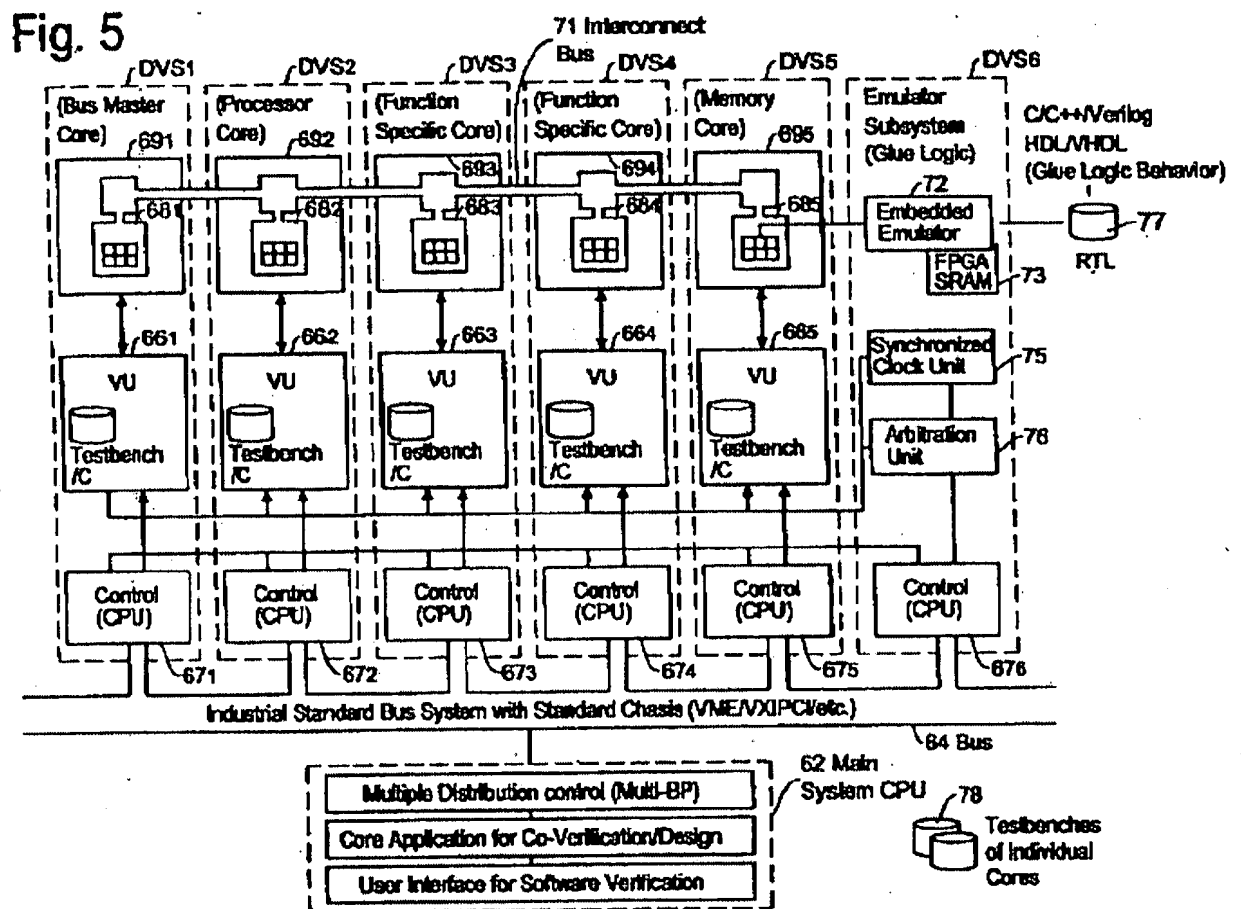 Fig. 5
71 Interconnect
Bus
DVS1
DVS2
DVS3
DVS4
DVS5
DVS6
(Bus Master
Core)
691
(Processor
Core)
692
(Function
Specific Core)
693
(Function
Specific Core)
694
(Memory
Core)
695
Emulator
Subsystem
(Glue Logic)
C/C++/Verilog
HDL/VHDL
(Glue Logic Behavior)
681
682
683
684
685
72
Embedded
Emulator
FPGA
SRAM
73
77
RTL
661
VU
Testbench
/C
662
VU
Testbench
/C
663
VU
Testbench
/C
664
VU
Testbench
/C
665
VU
Testbench
/C
Synchronized
Clock Unit
75
Arbitration
Unit
76
Control
(CPU)
671
Control
(CPU)
672
Control
(CPU)
673
Control
(CPU)
674
Control
(CPU)
675
Control
(CPU)
676
Industrial Standard Bus System with Standard Chasis (VME/VXIPCI/etc.)
64 Bus
62 Main
System CPU
Multiple Distribution control (Multi-BP)
Core Application for Co-Verification/Design
User Interface for Software Verification
78
Testbenches
of Individual
Cores